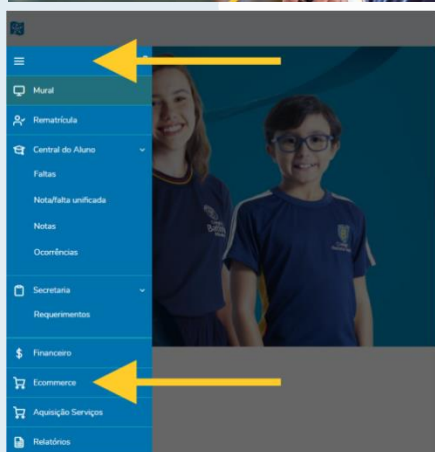 Mural
Rematrícula
Central do Aluno
Faltas
Nota/falta unificada
Notas
Ocorrências
Secretaria
Requerimentos
Financeiro
Ecommerce
Aquisição Serviços
Relatórios